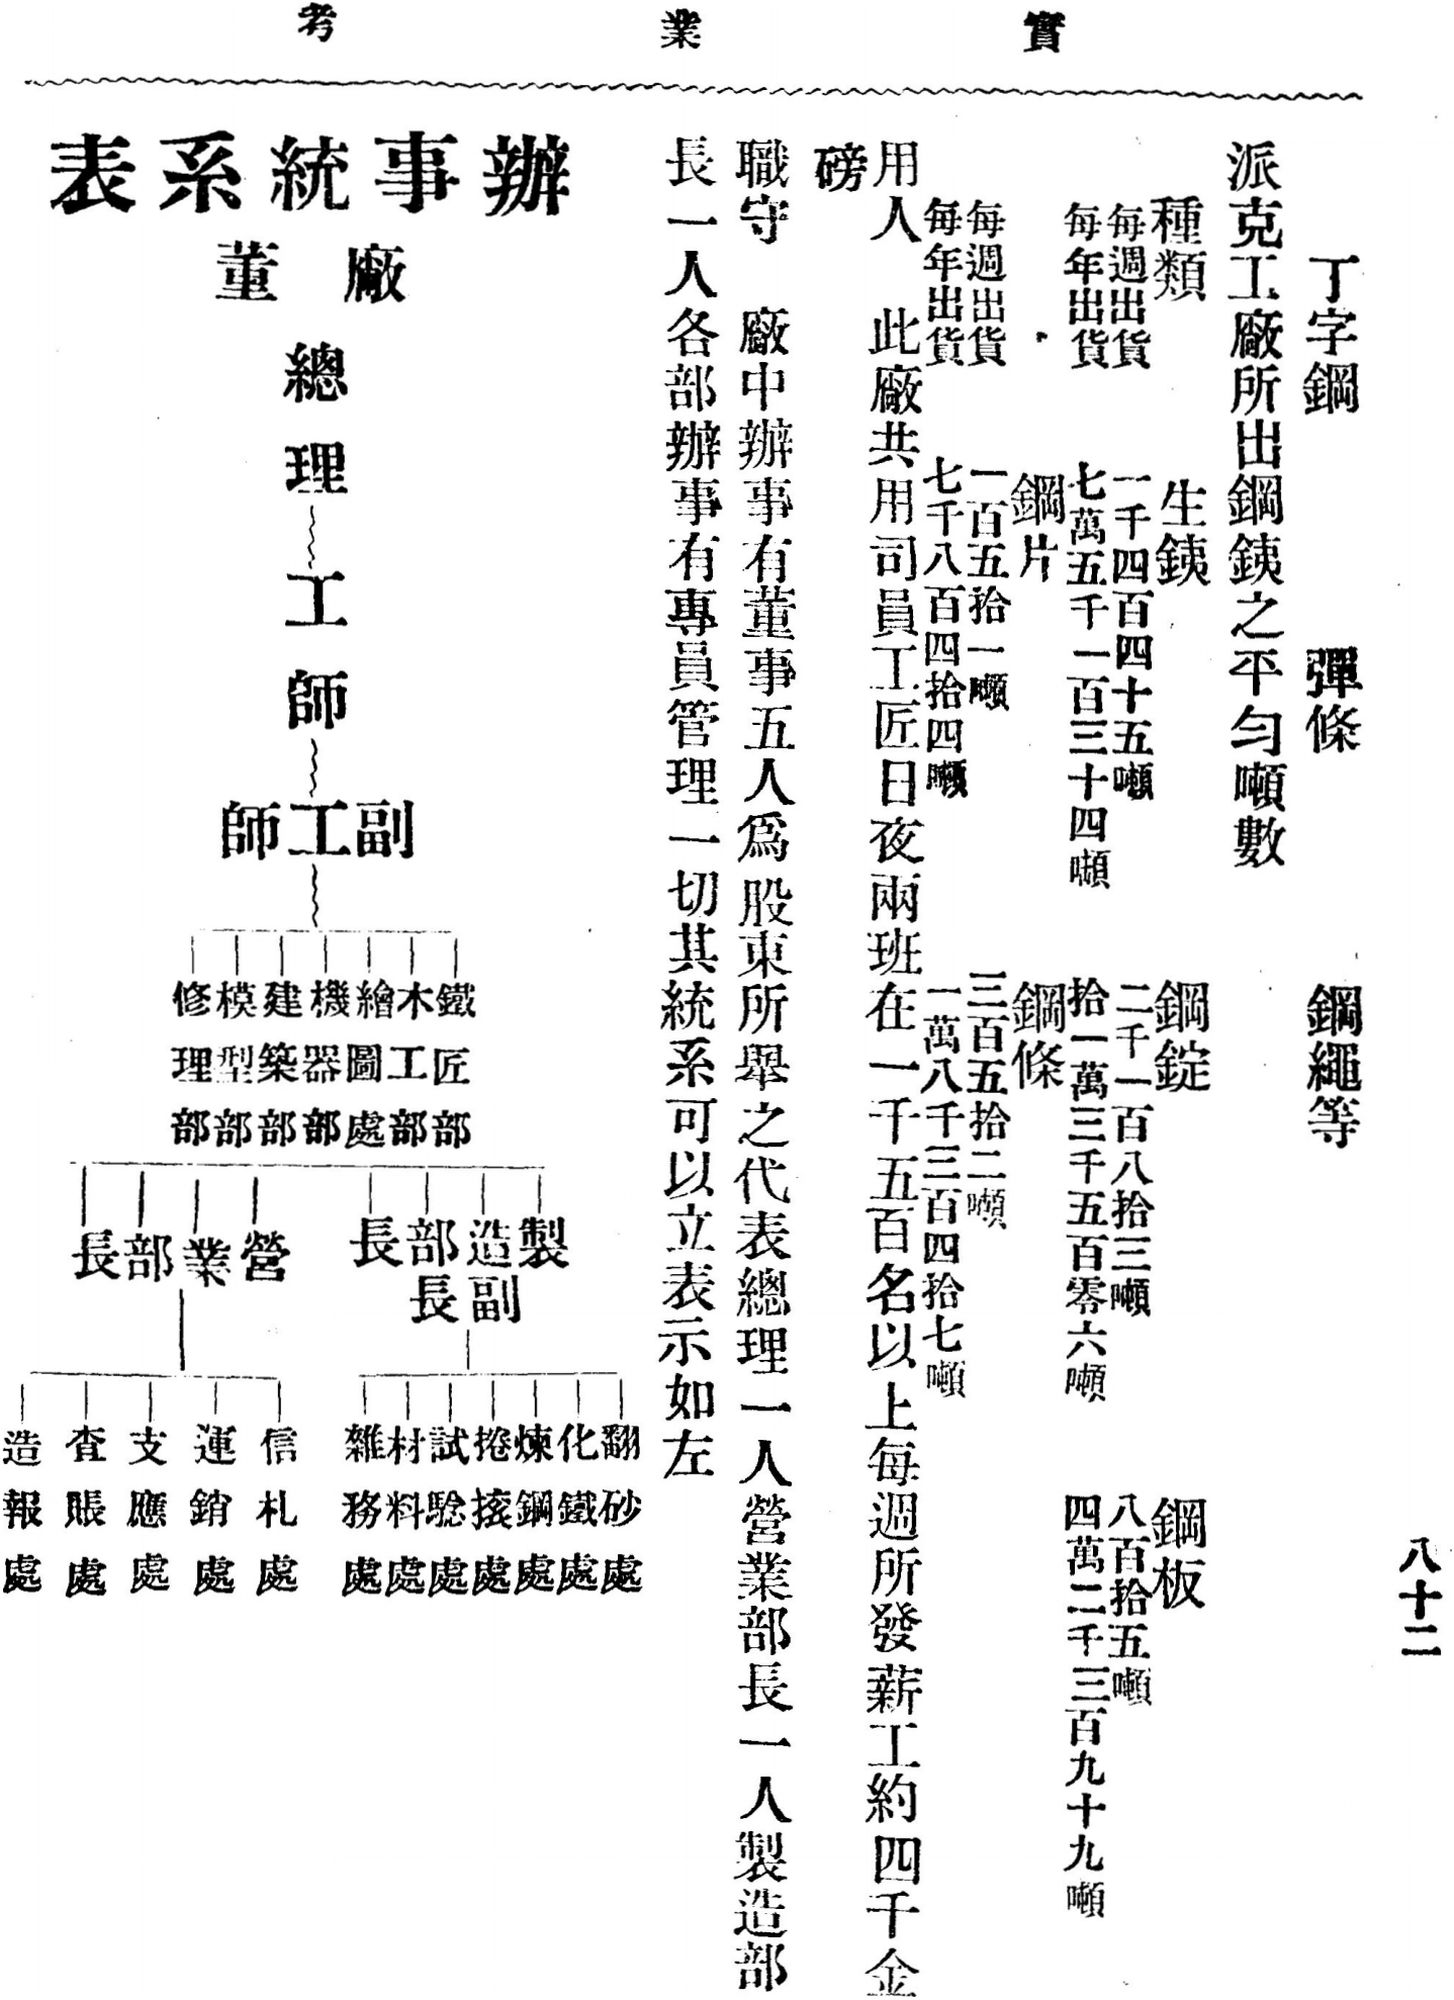 實業考
八十二
丁字鋼 彈條 鋼繩等
派克工廠所出鋼銕之平勻噸數
種類 生銕 鋼錠 鋼板
每週出貨 一千四百四十五噸 二千一百八拾三噸 八百拾五噸
每年出貨 七萬五千一百三十四噸 拾一萬三千五百零六噸 四萬二千三百九十九噸
鋼片 鋼條
每週出貨 一百五拾一噸 三百五拾二噸
每年出貨 七千八百四拾四噸 一萬八千三百四拾七噸
用人 此廠共用司員工匠日夜兩班在一千五百名以上每週所發薪工約四千金
磅
職守 廠中辦事有董事五人爲股東所舉之代表總理一人營業部長一人製造部
長一人各部辦事有專員管理一切其統系可以立表示如左
辦事統系表
廠董
總理
工師
副工師
鐵匠部
木工部
繪圖處
機器部
建築部
模型部
修理部
製造部長
副長
營業部長
翻砂處
化鐵處
煉鋼處
捲搓處
試騐處
材料處
雜務處
信札處
運銷處
支應處
查賬處
造報處